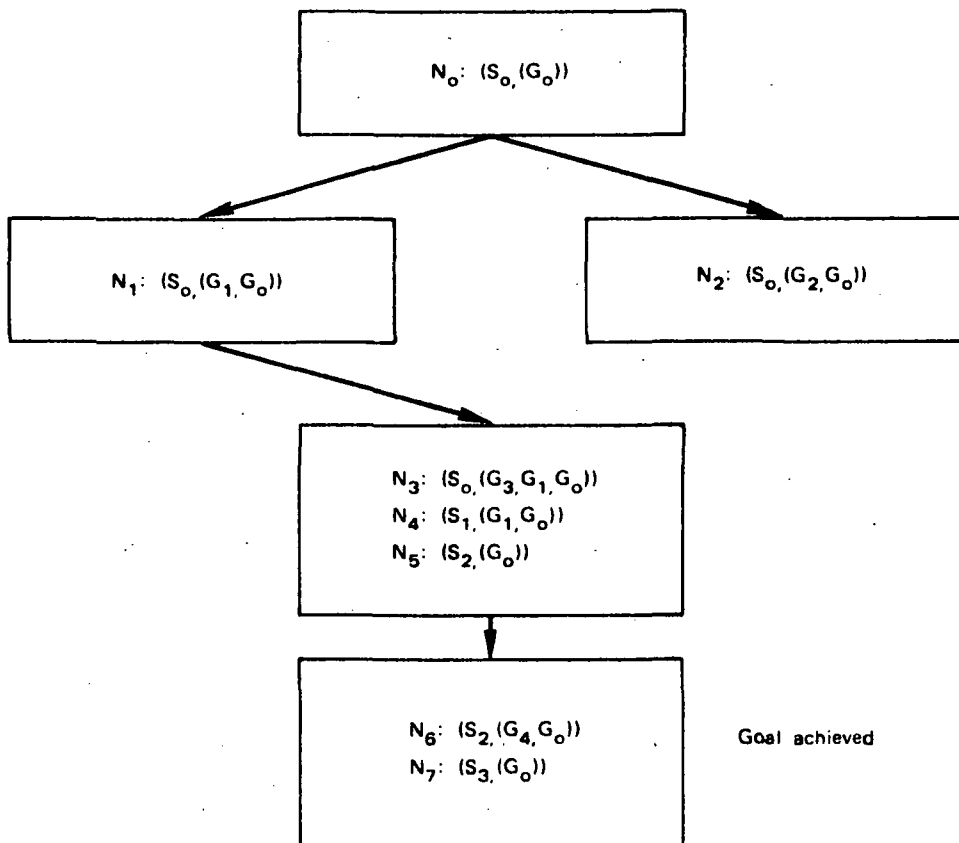 N₀: (S₀,(G₀))
N₁: (S₀,(G₁,G₀))
N₂: (S₀,(G₂,G₀))
N₃: (S₀,(G₃,G₁,G₀))
N₄: (S₁,(G₁,G₀))
N₅: (S₂,(G₀))
N₆: (S₂,(G₄,G₀))
N₇: (S₃,(G₀))
Goal achieved